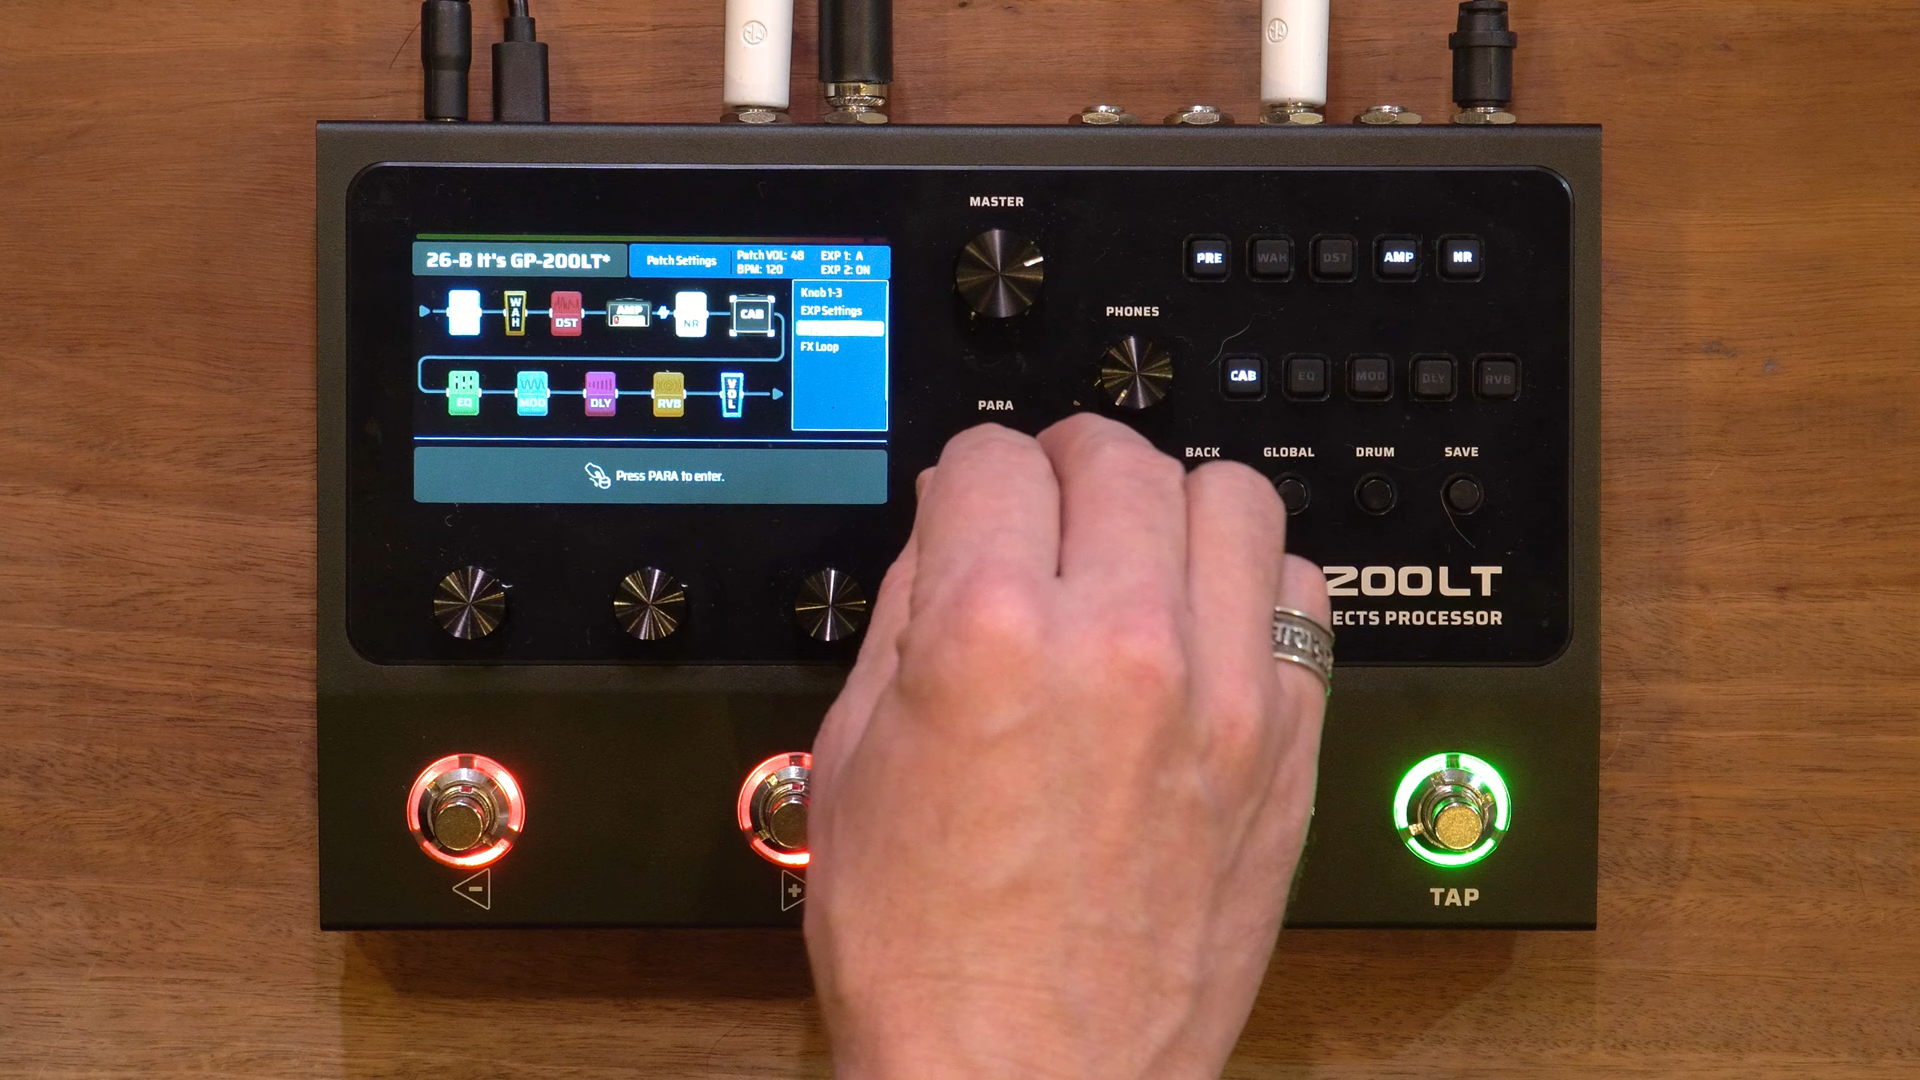 MASTER
PHONES
PARA
26-B It's GP-200LT*
Patch Settings
Patch VOL: 48
BPM: 120
EXP 1: A
EXP 2: ON
WAH
DST
AMP
NR
CAB
Knob 1-3
EXP Settings
FX Loop
EQ
MOD
DLY
RVB
VOL
Press PARA to enter.
PRE
WAH
DST
AMP
NR
CAB
EQ
MOD
DLY
RVB
BACK
GLOBAL
DRUM
SAVE
200LT
ECTS PROCESSOR
-
+
TAP